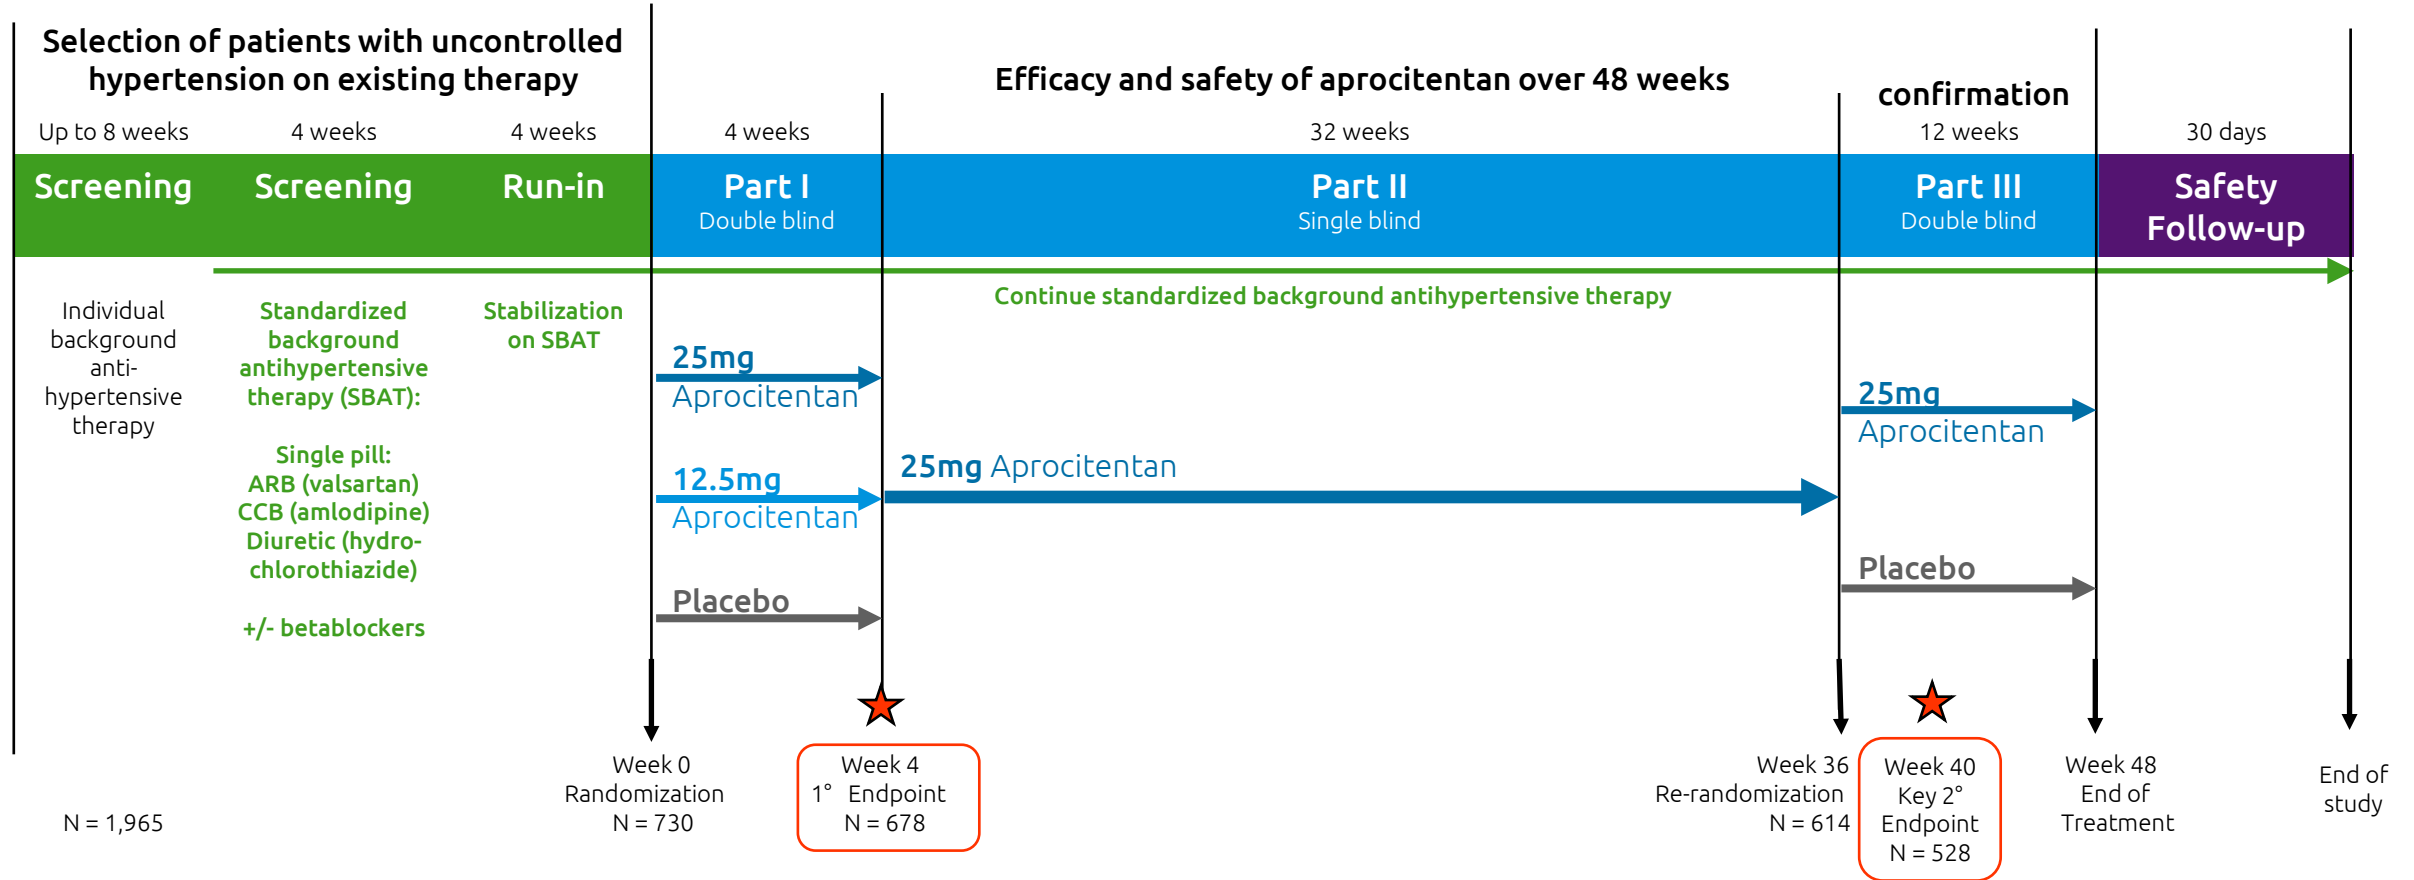 Selection of patients with uncontrolled
hypertension on existing therapy
Efficacy and safety of aprocitentan over 48 weeks
confirmation
Up to 8 weeks
4 weeks
4 weeks
4 weeks
32 weeks
12 weeks
30 days
Screening
Screening
Run-in
Part I
Double blind
Part II
Single blind
Part III
Double blind
Safety
Follow-up
Continue standardized background antihypertensive therapy
Individual
background
anti-
hypertensive
therapy
Standardized
background
antihypertensive
therapy (SBAT):
Single pill:
ARB (valsartan)
CCB (amlodipine)
Diuretic (hydro-
chlorothiazide)
+/- betablockers
Stabilization
on SBAT
25mg
Aprocitentan
12.5mg
Aprocitentan
Placebo
25mg Aprocitentan
25mg
Aprocitentan
Placebo
N = 1,965
Week 0
Randomization
N = 730
Week 4
1° Endpoint
N = 678
Week 36
Re-randomization
N = 614
Week 40
Key 2°
Endpoint
N = 528
Week 48
End of
Treatment
End of
study